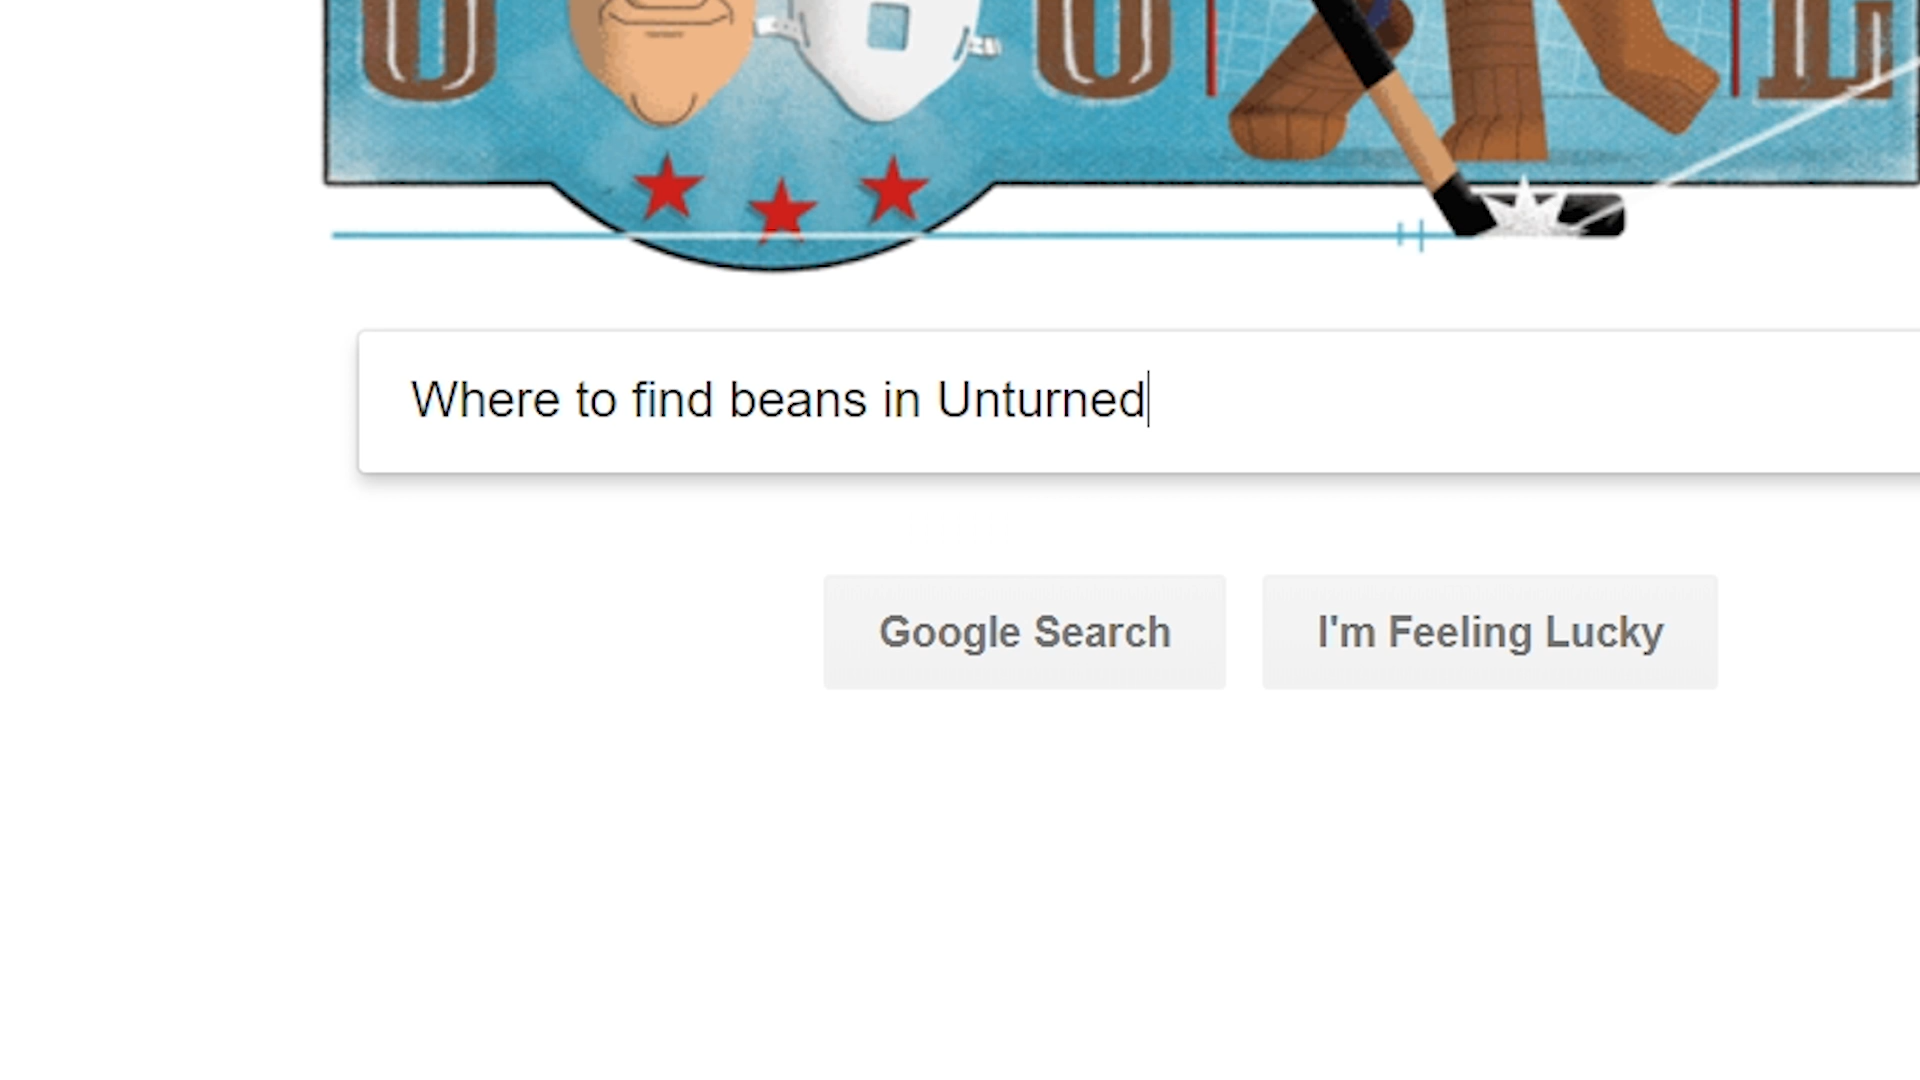 Where to find beans in Unturned
Google Search
I'm Feeling Lucky